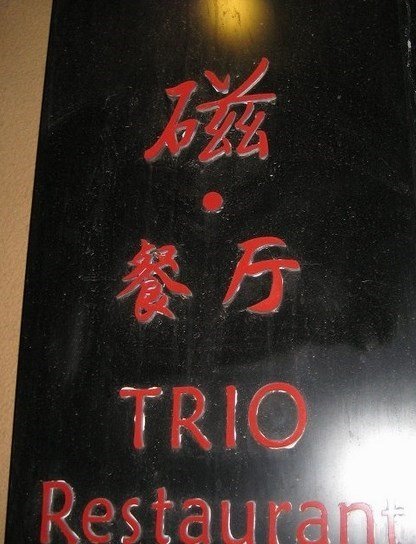 磁
·
餐厅
TRIO
Restaurant